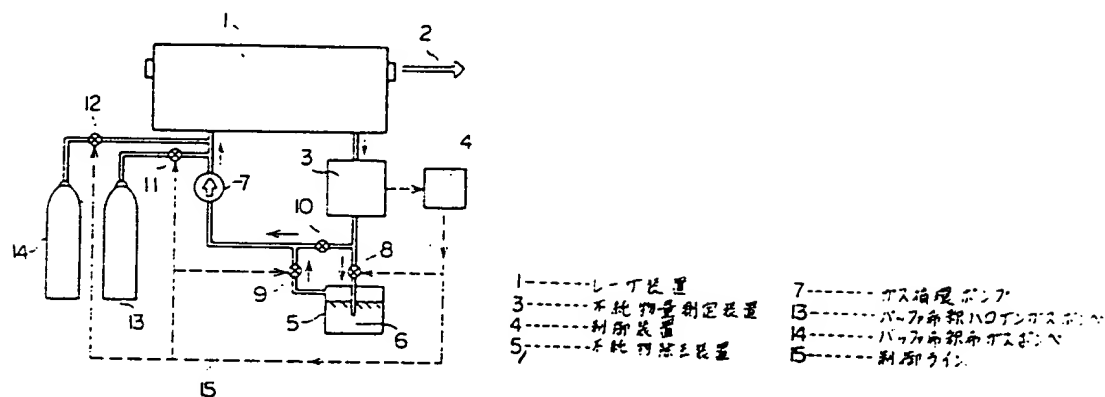 1
2
12
4
3
11
7
10
14
8
9
13
5
6
15
1------レーザ装置
3------不純物量測定装置
4------制御装置
5------不純物除去装置
7------ガス循環ポンプ
13------バッファ希釈ハロゲンガスボンベ
14------バッファ希釈希ガスボンベ
15------制御ライン